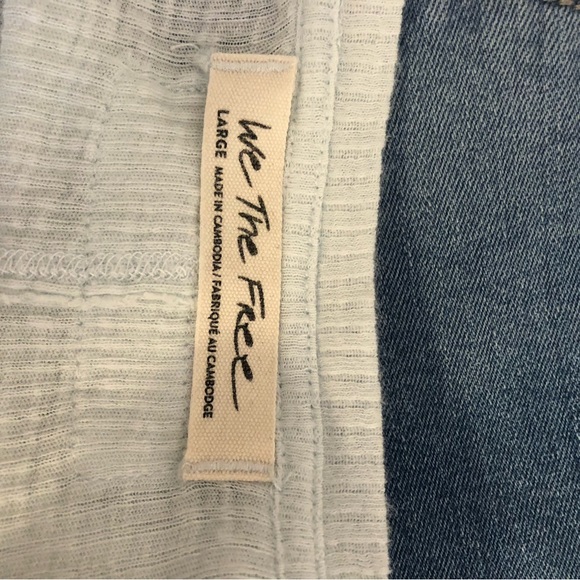 We The Free
LARGE MADE IN CAMBODIA / FABRIQUÉ AU CAMBODGE